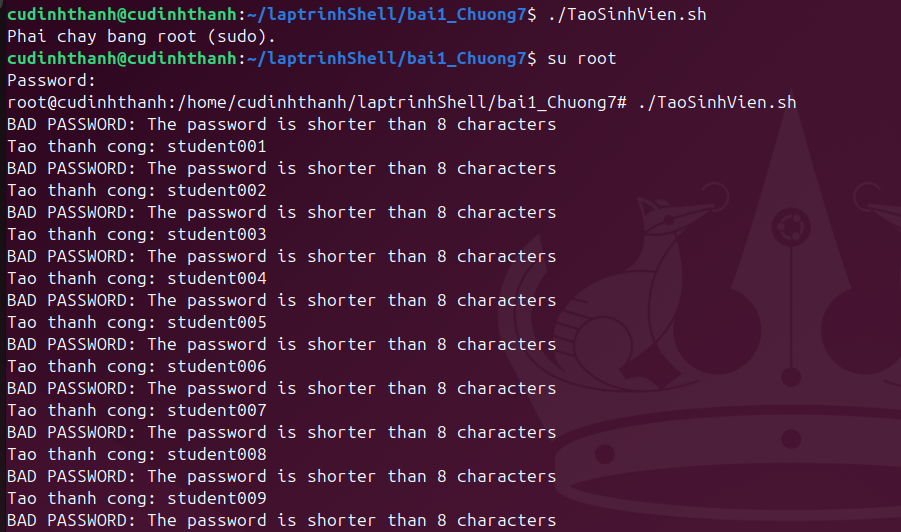 cudinhthanh@cudinhthanh:~/laptrinhShell/bai1_Chuong7$ ./TaoSinhVien.sh
Phai chay bang root (sudo).
cudinhthanh@cudinhthanh:~/laptrinhShell/bai1_Chuong7$ su root
Password:
root@cudinhthanh:/home/cudinhthanh/laptrinhShell/bai1_Chuong7# ./TaoSinhVien.sh
BAD PASSWORD: The password is shorter than 8 characters
Tao thanh cong: student001
BAD PASSWORD: The password is shorter than 8 characters
Tao thanh cong: student002
BAD PASSWORD: The password is shorter than 8 characters
Tao thanh cong: student003
BAD PASSWORD: The password is shorter than 8 characters
Tao thanh cong: student004
BAD PASSWORD: The password is shorter than 8 characters
Tao thanh cong: student005
BAD PASSWORD: The password is shorter than 8 characters
Tao thanh cong: student006
BAD PASSWORD: The password is shorter than 8 characters
Tao thanh cong: student007
BAD PASSWORD: The password is shorter than 8 characters
Tao thanh cong: student008
BAD PASSWORD: The password is shorter than 8 characters
Tao thanh cong: student009
BAD PASSWORD: The password is shorter than 8 characters